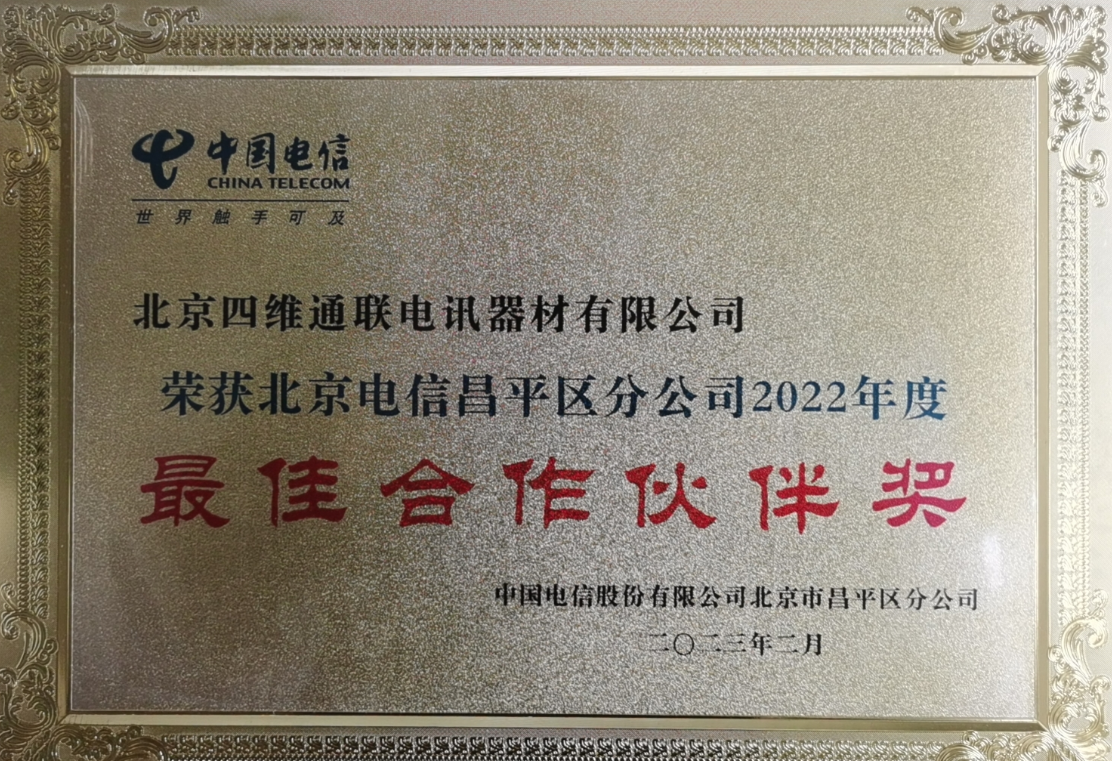 中国电信
CHINA TELECOM
世界触手可及
北京四维通联电讯器材有限公司
荣获北京电信昌平区分公司2022年度
最佳合作伙伴奖
中国电信股份有限公司北京市昌平区分公司
二〇二三年二月